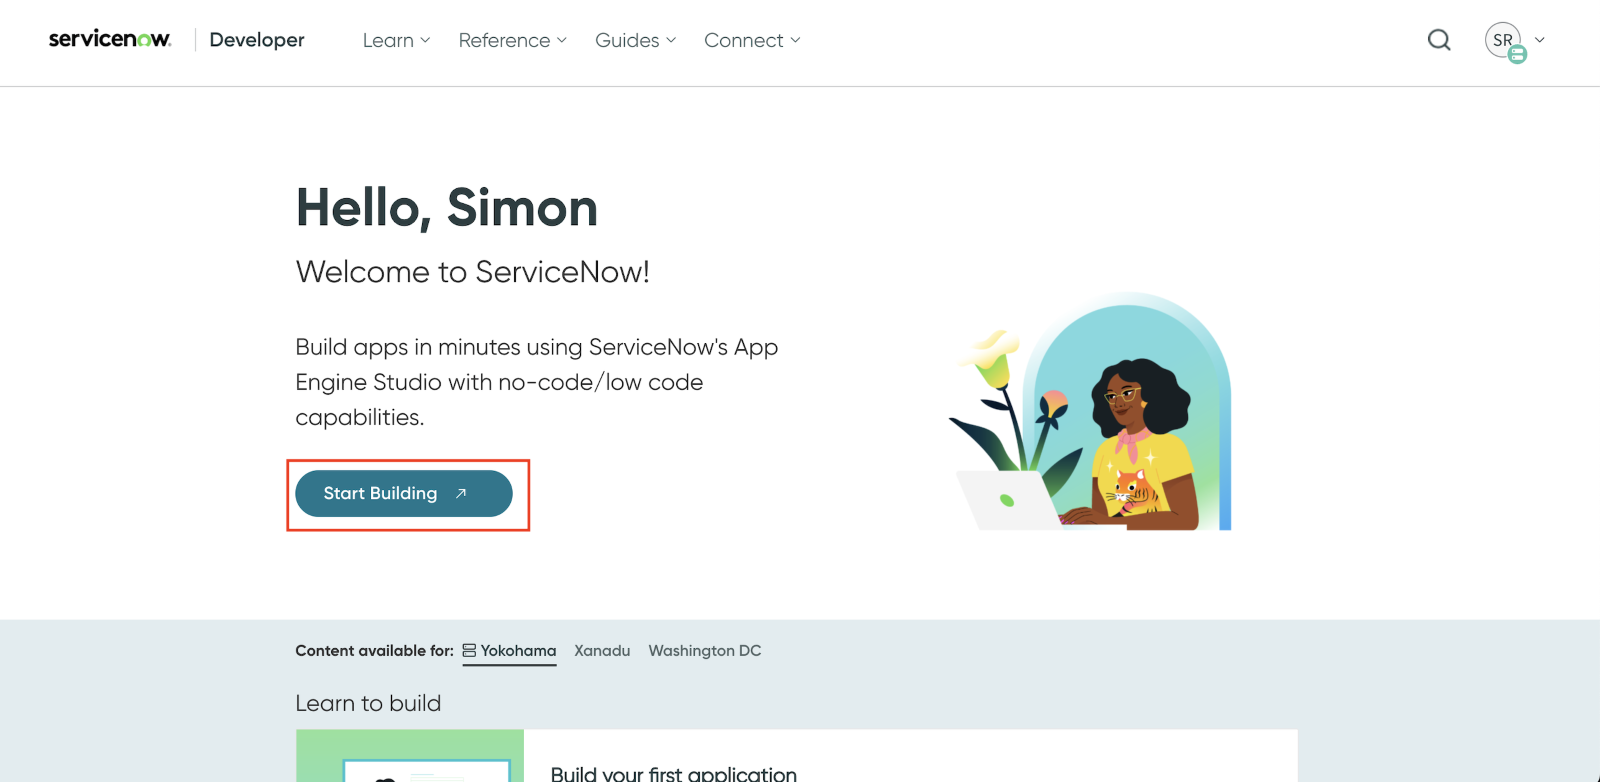 servicenow. Developer Learn Reference Guides Connect SR
Hello, Simon
Welcome to ServiceNow!
Build apps in minutes using ServiceNow's App
Engine Studio with no-code/low code
capabilities.
Start Building
Content available for: Yokohama Xanadu Washington DC
Learn to build
Build your first application